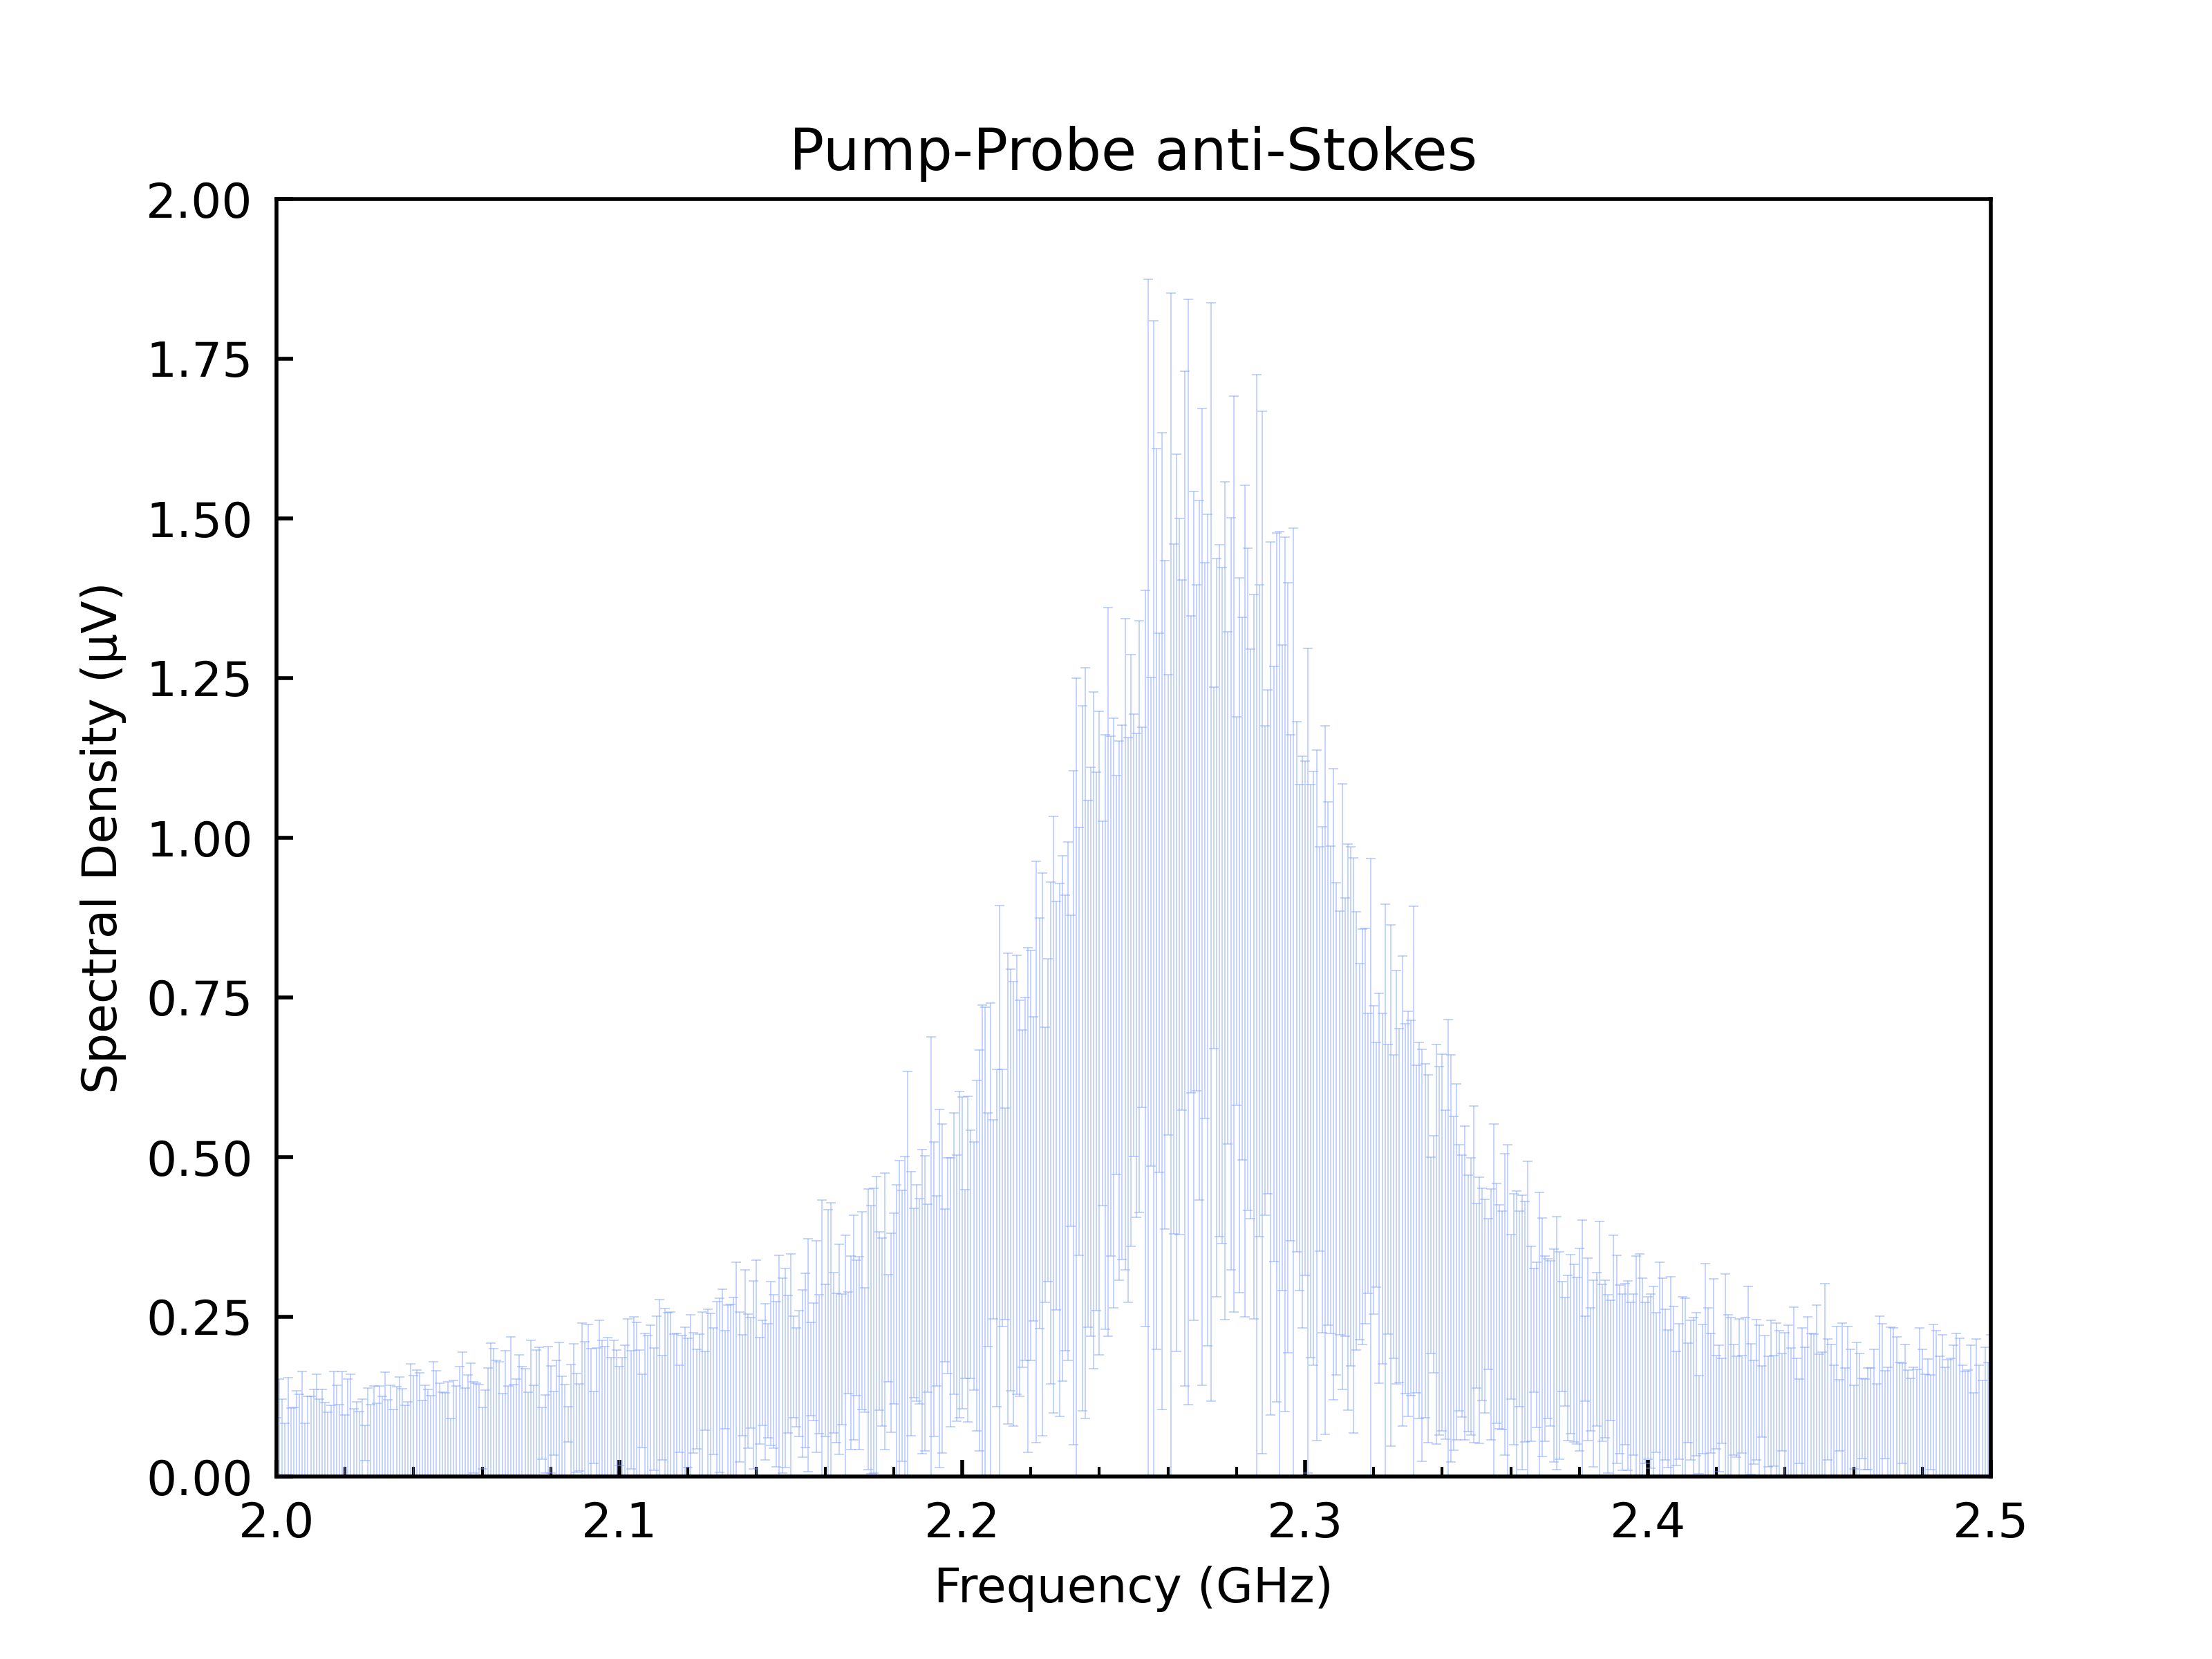 Pump-Probe anti-Stokes
2.00
1.75
1.50
1.25
1.00
0.75
0.50
0.25
0.00
Spectral Density (µV)
2.0 2.1 2.2 2.3 2.4 2.5
Frequency (GHz)